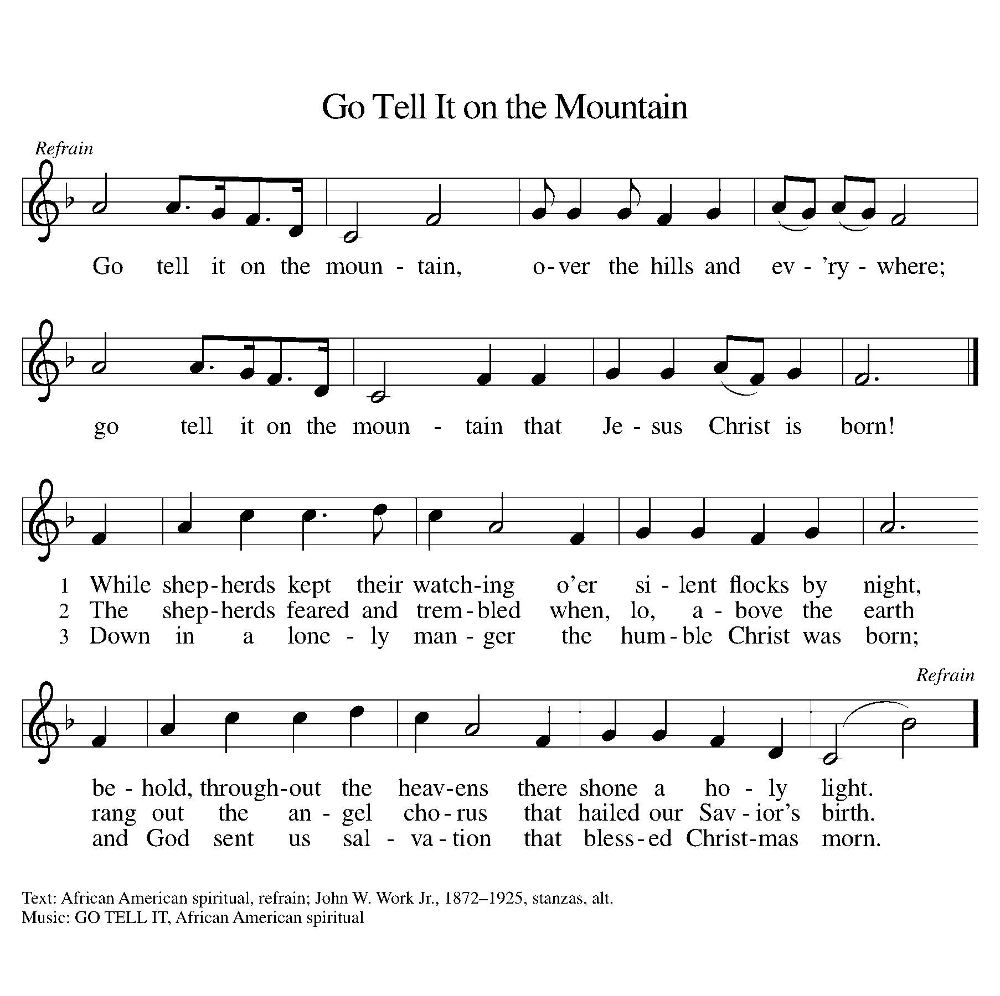 Go Tell It on the Mountain
Refrain
Go tell it on the moun - tain, o - ver the hills and ev - ’ry - where;
go tell it on the moun - tain that Je - sus Christ is born!
1 While shep - herds kept their watch - ing o’er si - lent flocks by night,
2 The shep - herds feared and trem - bled when, lo, a - bove the earth
3 Down in a lone - ly man - ger the hum - ble Christ was born;
Refrain
be - hold, through - out the heav - ens there shone a ho - ly light.
rang out the an - gel cho - rus that hailed our Sav - ior’s birth.
and God sent us sal - va - tion that bless - ed Christ - mas morn.
Text: African American spiritual, refrain; John W. Work Jr., 1872–1925, stanzas, alt.
Music: GO TELL IT, African American spiritual